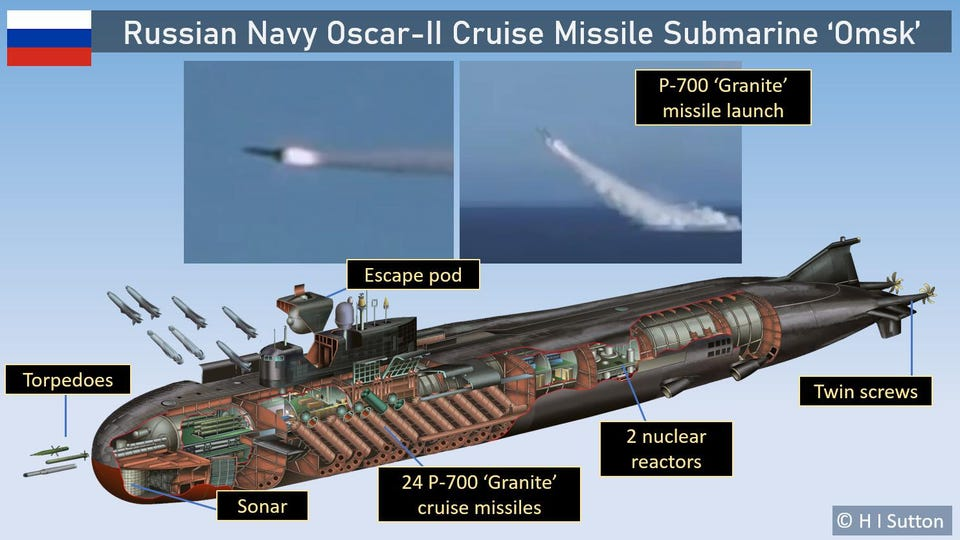 Russian Navy Oscar-II Cruise Missile Submarine ‘Omsk’
P-700 ‘Granite’
missile launch
Escape pod
Torpedoes
Twin screws
2 nuclear
reactors
24 P-700 ‘Granite’
cruise missiles
Sonar
© H I Sutton